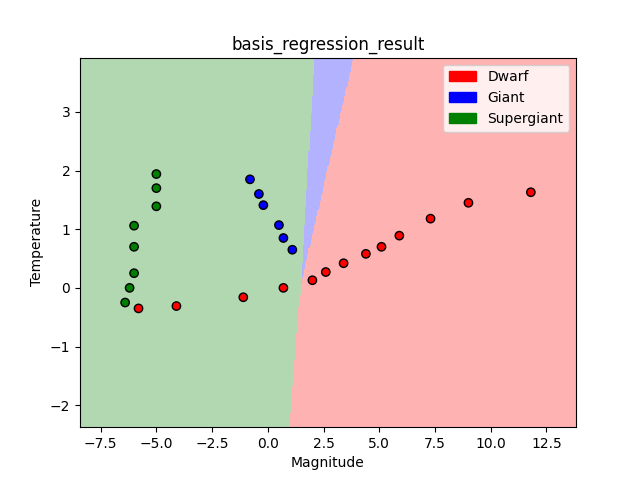 basis_regression_result
Dwarf
Giant
Supergiant
Temperature
3
2
1
0
−1
−2
−7.5 −5.0 −2.5 0.0 2.5 5.0 7.5 10.0 12.5
Magnitude